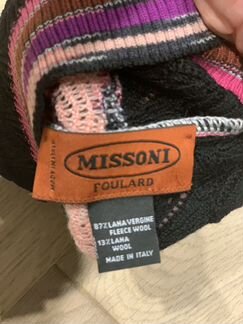 MISSONI
FOULARD
87% LANA VERGINE
FLEECE WOOL
13% LANA
WOOL
MADE IN ITALY